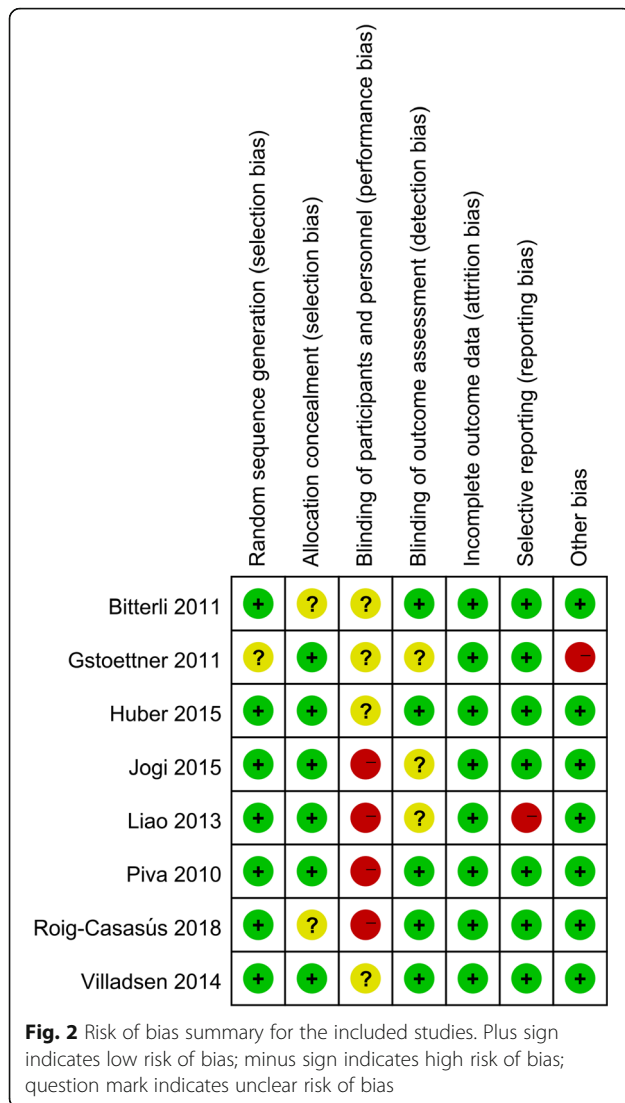 Random sequence generation (selection bias)
Allocation concealment (selection bias)
Blinding of participants and personnel (performance bias)
Blinding of outcome assessment (detection bias)
Incomplete outcome data (attrition bias)
Selective reporting (reporting bias)
Other bias
Bitterli 2011 + ? ? + + + +
Gstoettner 2011 ? + ? ? + + −
Huber 2015 + + ? + + + +
Jogi 2015 + + − ? + + +
Liao 2013 + + − ? + − +
Piva 2010 + + − + + + +
Roig-Casasús 2018 + ? − + + + +
Villadsen 2014 + + ? + + + +
Fig. 2 Risk of bias summary for the included studies. Plus sign
indicates low risk of bias; minus sign indicates high risk of bias;
question mark indicates unclear risk of bias